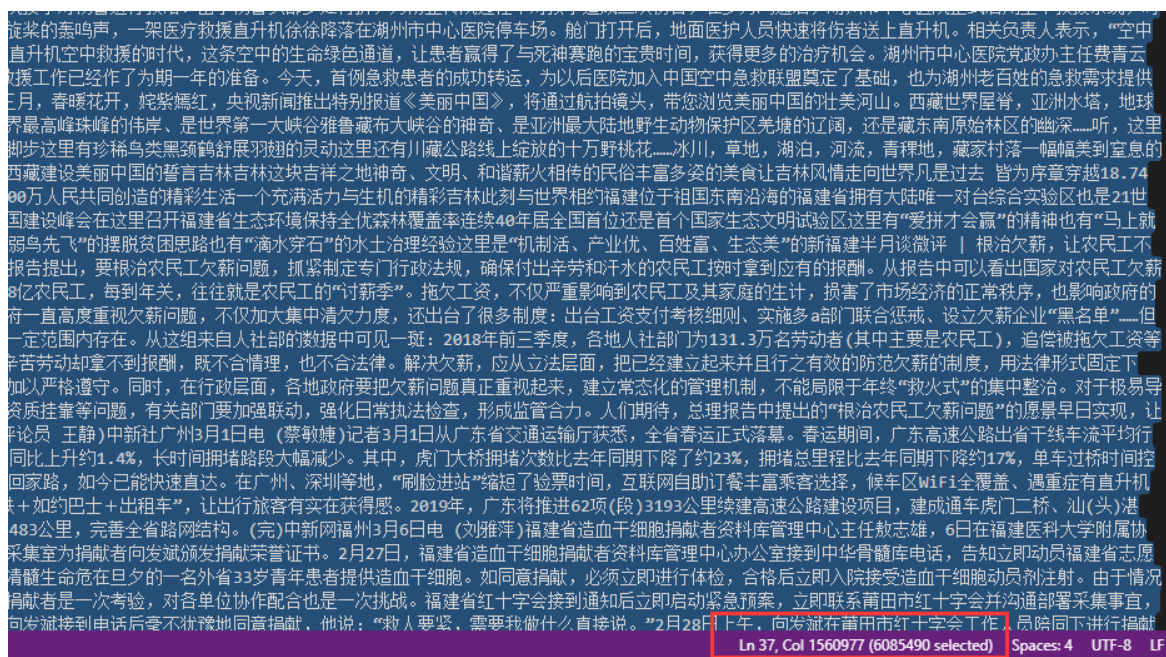 旋桨的轰鸣声，一架医疗救援直升机徐徐降落在湖州市中心医院停车场。舱门打开后，地面医护人员快速将伤者送上直升机。相关负责人表示，“空中
直升机空中救援的时代，这条空中的生命绿色通道，让患者赢得了与死神赛跑的宝贵时间，获得更多的治疗机会。湖州市中心医院党政办主任费青云
救援工作已经作了为期一年的准备。今天，首例急救患者的成功转运，为以后医院加入中国空中急救联盟奠定了基础，也为湖州老百姓的急救需求提供
三月，春暖花开，姹紫嫣红，央视新闻推出特别报道《美丽中国》，将通过航拍镜头，带您浏览美丽中国的壮美河山。西藏世界屋脊，亚洲水塔，地球
界最高峰珠峰的伟岸、是世界第一大峡谷雅鲁藏布大峡谷的神奇、是亚洲最大陆地野生动物保护区羌塘的辽阔，还是藏东南原始林区的幽深……听，这里
脚步这里有珍稀鸟类黑颈鹤舒展羽翅的灵动这里还有川藏公路线上绽放的十万野桃花……冰川，草地，湖泊，河流，青稞地，藏家村落一幅幅美到窒息的
西藏建设美丽中国的誓言吉林吉林这块吉祥之地神奇、文明、和谐薪火相传的民俗丰富多姿的美食让吉林风情走向世界凡是过去 皆为序章穿越18.74
00万人民共同创造的精彩生活一个充满活力与生机的精彩吉林此刻与世界相约福建位于祖国东南沿海的福建省拥有大陆唯一对台综合实验区也是21世
国建设峰会在这里召开福建省生态环境保持全优森林覆盖率连续40年居全国首位还是首个国家生态文明试验区这里有“爱拼才会赢”的精神也有“马上就
弱鸟先飞”的摆脱贫困思路也有“滴水穿石”的水土治理经验这里是“机制活、产业优、百姓富、生态美”的新福建半月谈微评 | 根治欠薪，让农民工不
报告提出，要根治农民工欠薪问题，抓紧制定专门行政法规，确保付出辛劳和汗水的农民工按时拿到应有的报酬。从报告中可以看出国家对农民工欠薪
8亿农民工，每到年关，往往就是农民工的“讨薪季”。拖欠工资，不仅严重影响到农民工及其家庭的生计，损害了市场经济的正常秩序，也影响政府的
府一直高度重视欠薪问题，不仅加大集中清欠力度，还出台了很多制度：出台工资支付考核细则、实施多a部门联合惩戒、设立欠薪企业“黑名单”……但
一定范围内存在。从这组来自人社部的数据中可见一斑：2018年前三季度，各地人社部门为131.3万名劳动者(其中主要是农民工)，追偿被拖欠工资等
辛苦劳动却拿不到报酬，既不合情理，也不合法律。解决欠薪，应从立法层面，把已经建立起来并且行之有效的防范欠薪的制度，用法律形式固定下
加以严格遵守。同时，在行政层面，各地政府要把欠薪问题真正重视起来，建立常态化的管理机制，不能局限于年终“救火式”的集中整治。对于极易导
资质挂靠等问题，有关部门要加强联动，强化日常执法检查，形成监管合力。人们期待，总理报告中提出的“根治农民工欠薪问题”的愿景早日实现，让
评论员 王静)中新社广州3月1日电 (蔡敏婕)记者3月1日从广东省交通运输厅获悉，全省春运正式落幕。春运期间，广东高速公路出省干线车流平均行
同比上升约1.4%，长时间拥堵路段大幅减少。其中，虎门大桥拥堵次数比去年同期下降了约23%，拥堵总里程比去年同期下降约17%，单车过桥时间控
回家路，如今已能快速直达。在广州、深圳等地，“刷脸进站”缩短了验票时间，互联网自助订餐丰富乘客选择，候车区WiFi全覆盖、遇重症有直升机
＋如约巴士＋出租车”，让出行旅客有实在获得感。2019年，广东将推进62项(段)3193公里续建高速公路建设项目，建成通车虎门二桥、汕(头)湛
483公里，完善全省路网结构。(完)中新网福州3月6日电 (刘雅萍)福建省造血干细胞捐献者资料库管理中心主任敖志雄，6日在福建医科大学附属协
采集室为捐献者向发斌颁发捐献荣誉证书。2月27日，福建省造血干细胞捐献者资料库管理中心办公室接到中华骨髓库电话，告知立即动员福建省志愿
清髓生命危在旦夕的一名外省33岁青年患者提供造血干细胞。如同意捐献，必须立即进行体检，合格后立即入院接受造血干细胞动员剂注射。由于情况
捐献者是一次考验，对各单位协作配合也是一次挑战。福建省红十字会接到通知后立即启动紧急预案，立即联系莆田市红十字会并沟通部署采集事宜，
向发斌接到电话后毫不犹豫地同意捐献，他说：“救人要紧，需要我做什么直接说。”2月28日上午，向发斌在莆田市红十字会工作人员陪同下进行捐献
Ln 37, Col 1560977 (6085490 selected) Spaces: 4 UTF-8 LF